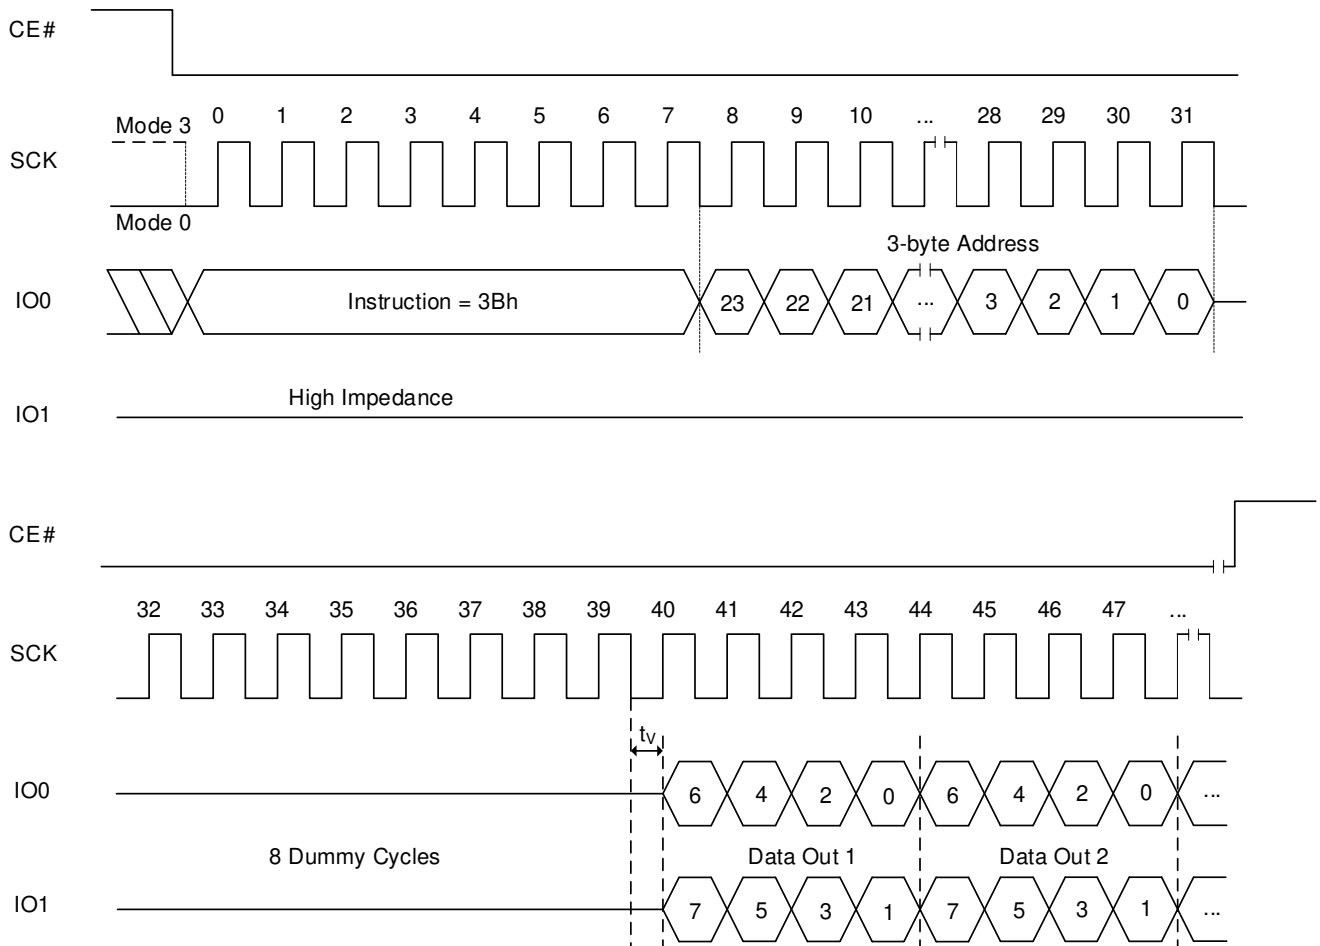 CE#
Mode 3 0 1 2 3 4 5 6 7 8 9 10 ... 28 29 30 31
SCK
Mode 0
3-byte Address
IO0 Instruction = 3Bh 23 22 21 ... 3 2 1 0
High Impedance
IO1
CE#
32 33 34 35 36 37 38 39 40 41 42 43 44 45 46 47 ...
SCK
tV
IO0 6 4 2 0 6 4 2 0 ...
8 Dummy Cycles Data Out 1 Data Out 2
IO1 7 5 3 1 7 5 3 1 ...